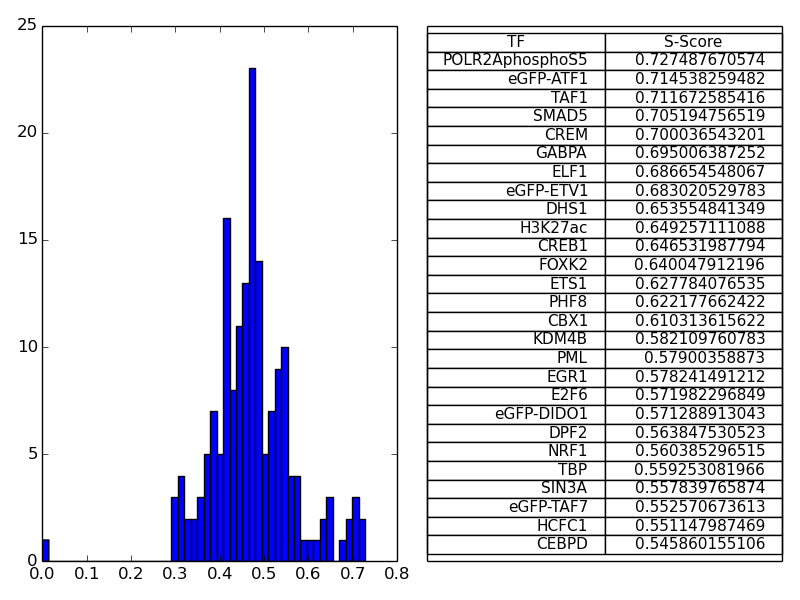 25
20
15
10
5
0
0.0 0.1 0.2 0.3 0.4 0.5 0.6 0.7 0.8
TF S-Score
POLR2AphosphoS5 0.727487670574
eGFP-ATF1 0.714538259482
TAF1 0.711672585416
SMAD5 0.705194756519
CREM 0.700036543201
GABPA 0.695006387252
ELF1 0.686654548067
eGFP-ETV1 0.683020529783
DHS1 0.653554841349
H3K27ac 0.649257111088
CREB1 0.646531987794
FOXK2 0.640047912196
ETS1 0.627784076535
PHF8 0.622177662422
CBX1 0.610313615622
KDM4B 0.582109760783
PML 0.57900358873
EGR1 0.578241491212
E2F6 0.571982296849
eGFP-DIDO1 0.571288913043
DPF2 0.563847530523
NRF1 0.560385296515
TBP 0.559253081966
SIN3A 0.557839765874
eGFP-TAF7 0.552570673613
HCFC1 0.551147987469
CEBPD 0.545860155106